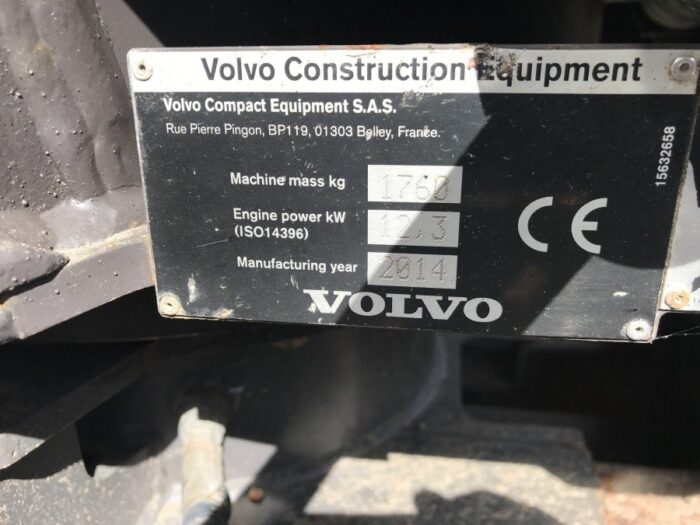 Volvo Construction Equipment
Volvo Compact Equipment S.A.S.
Rue Pierre Pingon, BP119, 01303 Belley, France.
Machine mass kg 1760
Engine power kW 12,3
(ISO14396)
Manufacturing year 2014
VOLVO
CE
15632658